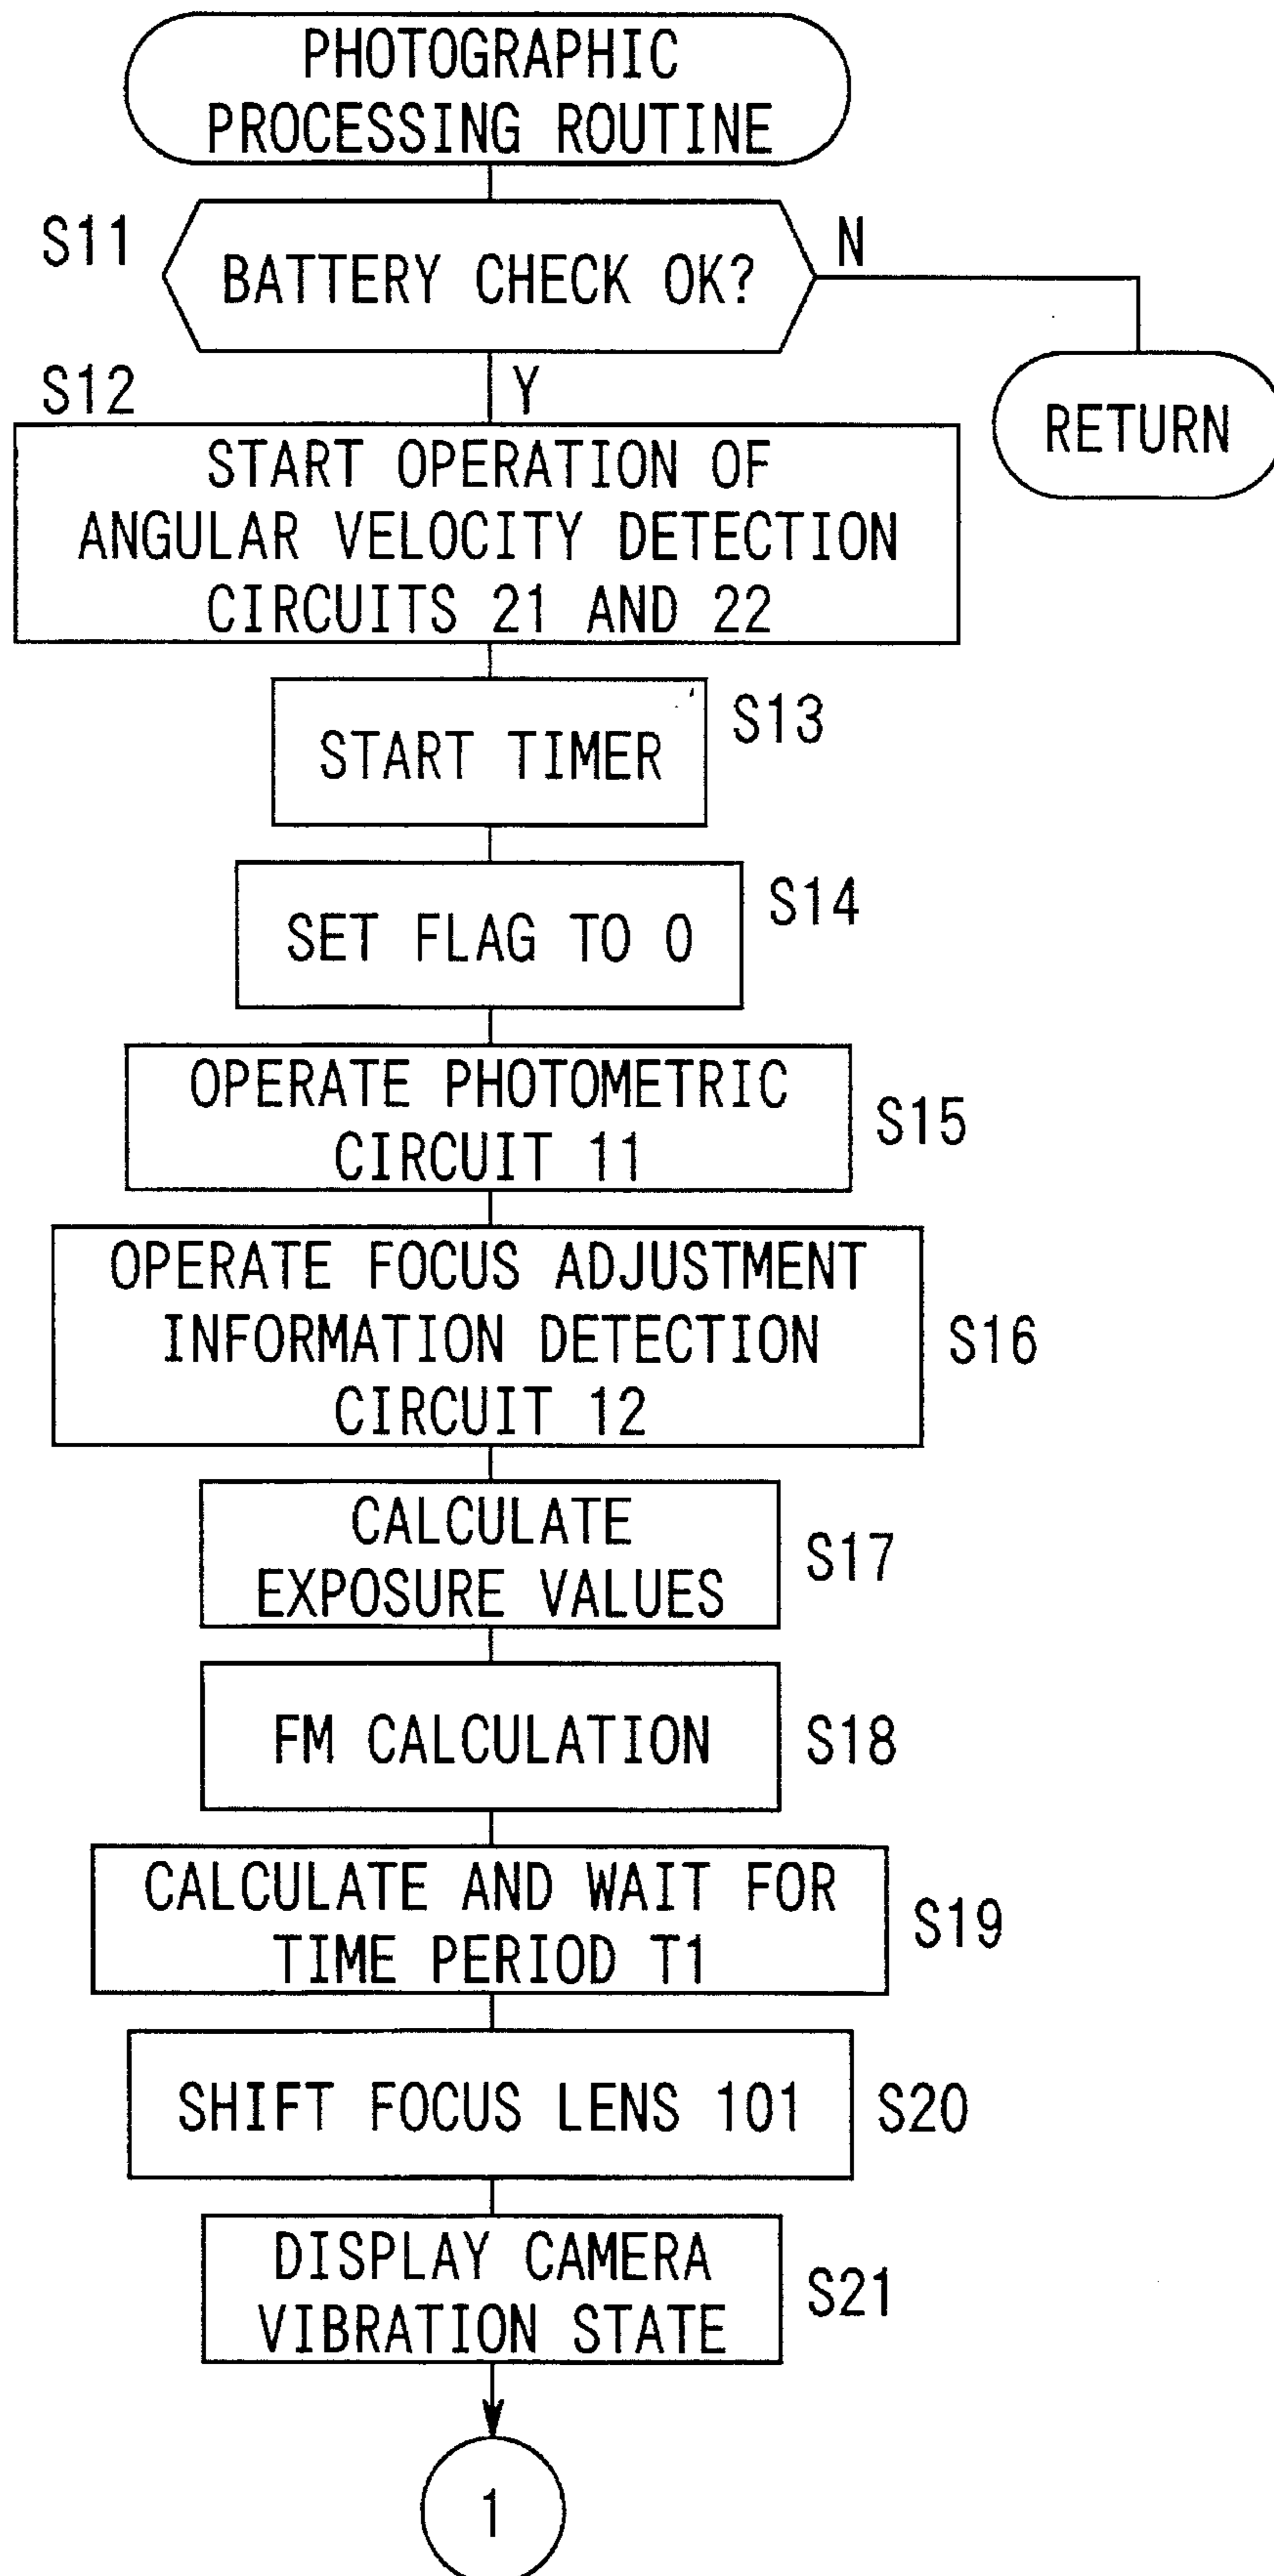 PHOTOGRAPHIC
PROCESSING ROUTINE
S11
BATTERY CHECK OK?
N
S12
Y
RETURN
START OPERATION OF
ANGULAR VELOCITY DETECTION
CIRCUITS 21 AND 22
START TIMER
S13
SET FLAG TO 0
S14
OPERATE PHOTOMETRIC
CIRCUIT 11
S15
OPERATE FOCUS ADJUSTMENT
INFORMATION DETECTION
CIRCUIT 12
S16
CALCULATE
EXPOSURE VALUES
S17
FM CALCULATION
S18
CALCULATE AND WAIT FOR
TIME PERIOD T1
S19
SHIFT FOCUS LENS 101
S20
DISPLAY CAMERA
VIBRATION STATE
S21
1